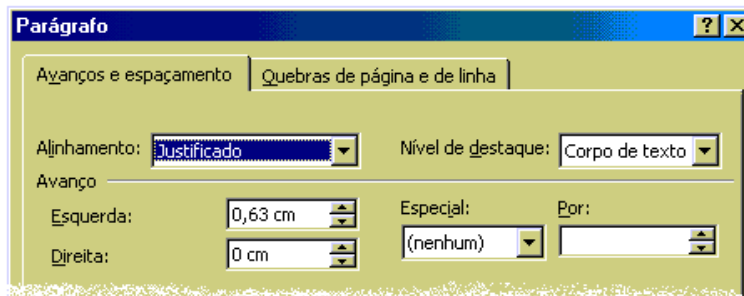 Parágrafo
Avanços e espaçamento Quebras de página e de linha
Alinhamento: Justificado Nível de destaque: Corpo de texto
Avanço
Esquerda: 0,63 cm Especial: Por:
Direita: 0 cm (nenhum)